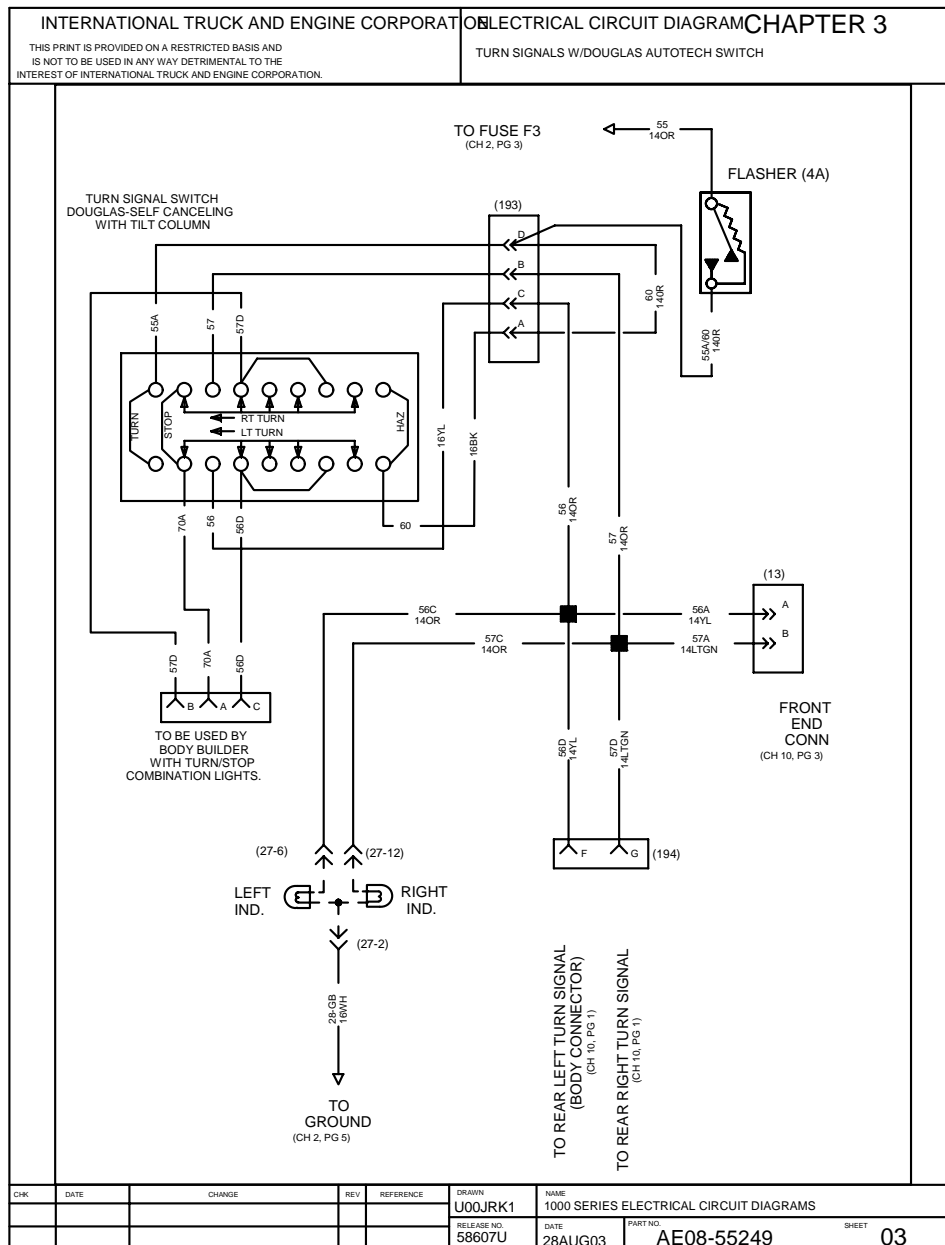 INTERNATIONAL TRUCK AND ENGINE CORPORATION
THIS PRINT IS PROVIDED ON A RESTRICTED BASIS AND
IS NOT TO BE USED IN ANY WAY DETRIMENTAL TO THE
INTEREST OF INTERNATIONAL TRUCK AND ENGINE CORPORATION.
ELECTRICAL CIRCUIT DIAGRAM
CHAPTER 3
TURN SIGNALS W/DOUGLAS AUTOTECH SWITCH
TO FUSE F3
(CH 2, PG 3)
55
14OR
FLASHER (4A)
TURN SIGNAL SWITCH
DOUGLAS-SELF CANCELING
WITH TILT COLUMN
(193)
D
B
C
A
60
140R
55A/60
140R
55A
57
57D
TURN
STOP
RT TURN
LT TURN
HAZ
16YL
16BK
70A
56
56D
60
56
14OR
57
14OR
(13)
A
B
56C
14OR
56A
14YL
57C
14OR
57A
14LTGN
57D
70A
56D
B
A
C
TO BE USED BY
BODY BUILDER
WITH TURN/STOP
COMBINATION LIGHTS.
FRONT
END
CONN
(CH 10, PG 3)
56D
14YL
57D
14LTGN
F
G
(194)
(27-6)
(27-12)
LEFT
IND.
RIGHT
IND.
(27-2)
28-GB
16WH
TO
GROUND
(CH 2, PG 5)
TO REAR LEFT TURN SIGNAL
(BODY CONNECTOR)
(CH 10, PG 1)
TO REAR RIGHT TURN SIGNAL
(CH 10, PG 1)
CHK
DATE
CHANGE
REV
REFERENCE
DRAWN
U00JRK1
NAME
1000 SERIES ELECTRICAL CIRCUIT DIAGRAMS
RELEASE NO.
58607U
DATE
28AUG03
PART NO.
AE08-55249
SHEET
03